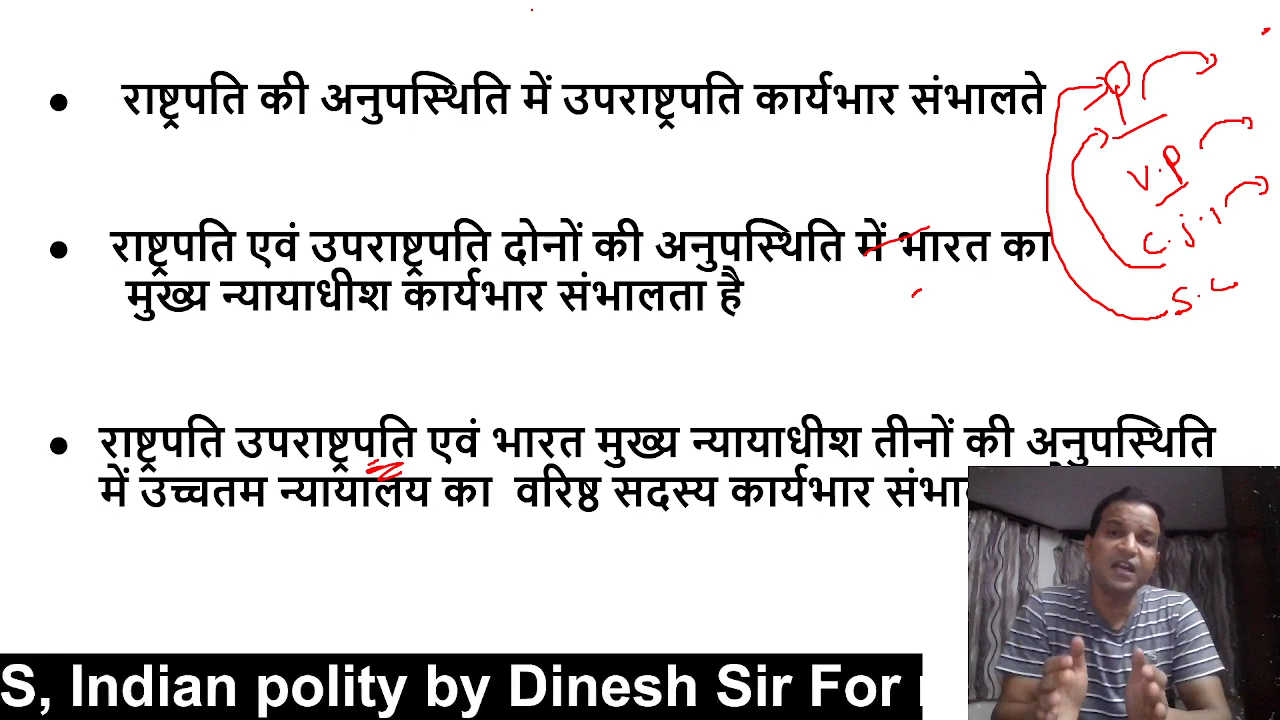 राष्ट्रपति की अनुपस्थिति में उपराष्ट्रपति कार्यभार संभालते
राष्ट्रपति एवं उपराष्ट्रपति दोनों की अनुपस्थिति में भारत का
मुख्य न्यायाधीश कार्यभार संभालता है
राष्ट्रपति उपराष्ट्रपति एवं भारत मुख्य न्यायाधीश तीनों की अनुपस्थिति
में उच्चतम न्यायालय का वरिष्ठ सदस्य कार्यभार
P
V.P
C.J.I
S.C
S, Indian polity by Dinesh Sir For